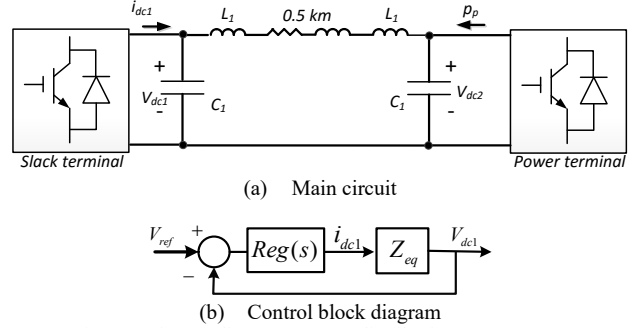 i_dc1 L_1 0.5 km L_1 p_p
+ +
V_dc1 C_1 C_1 V_dc2
- -
Slack terminal Power terminal
(a) Main circuit
V_ref + Reg(s) i_dc1 Z_eq V_dc1
−
(b) Control block diagram